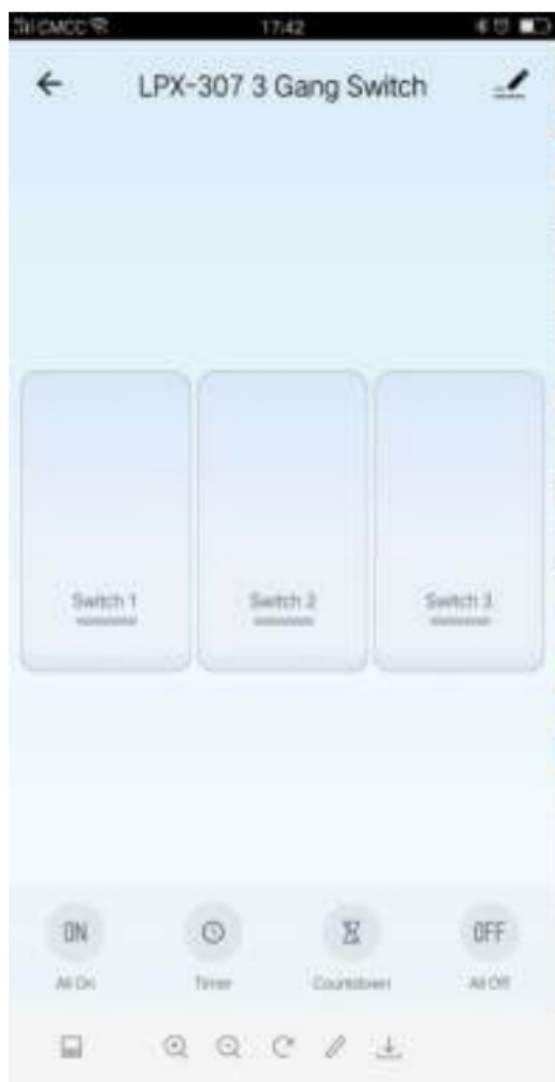 CMCC 17:42
LPX-307 3 Gang Switch
Switch 1 Switch 2 Switch 3
ON OFF
All On Timer Countdown All Off